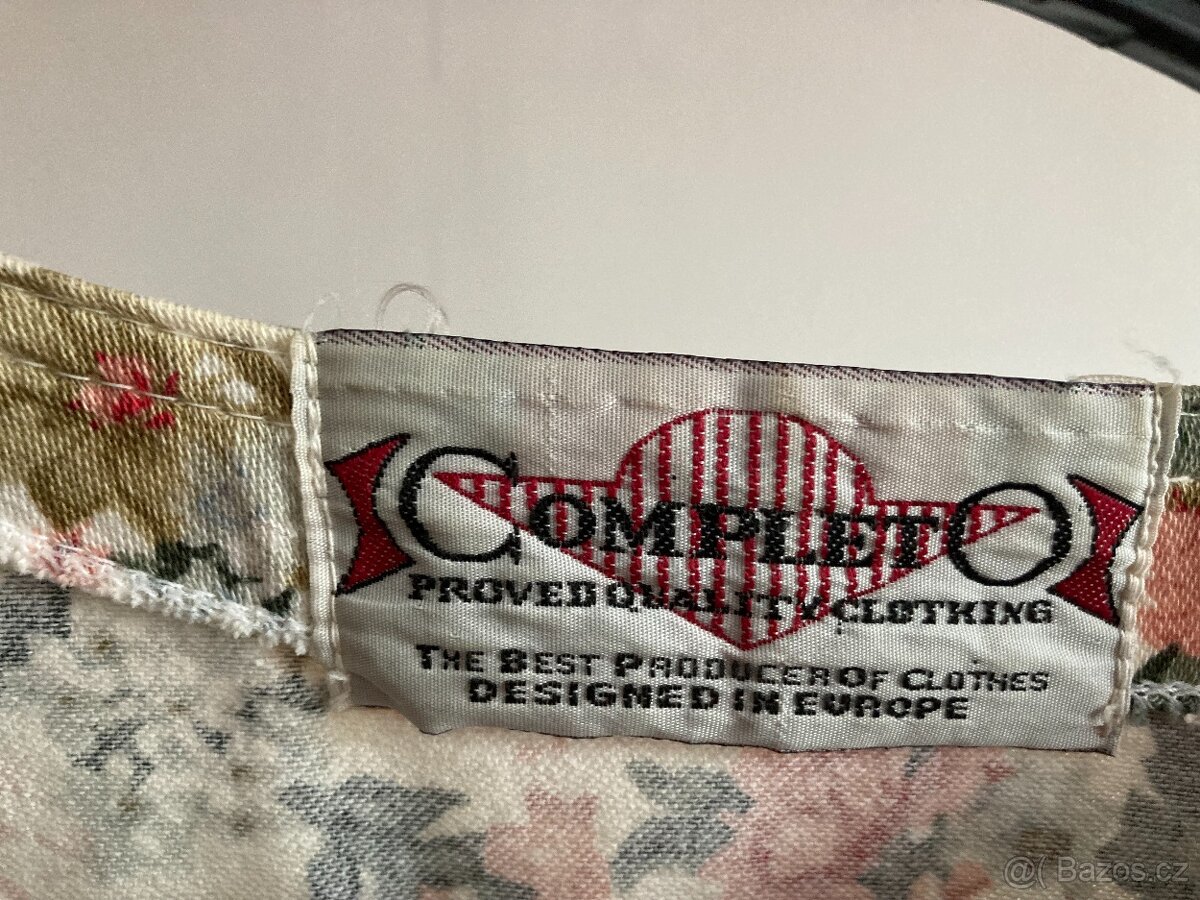 COMPLETO
PROVED QUALITY CLOTHING
THE BEST PRODUCER OF CLOTHES
DESIGNED IN EUROPE
@( Bazos.cz